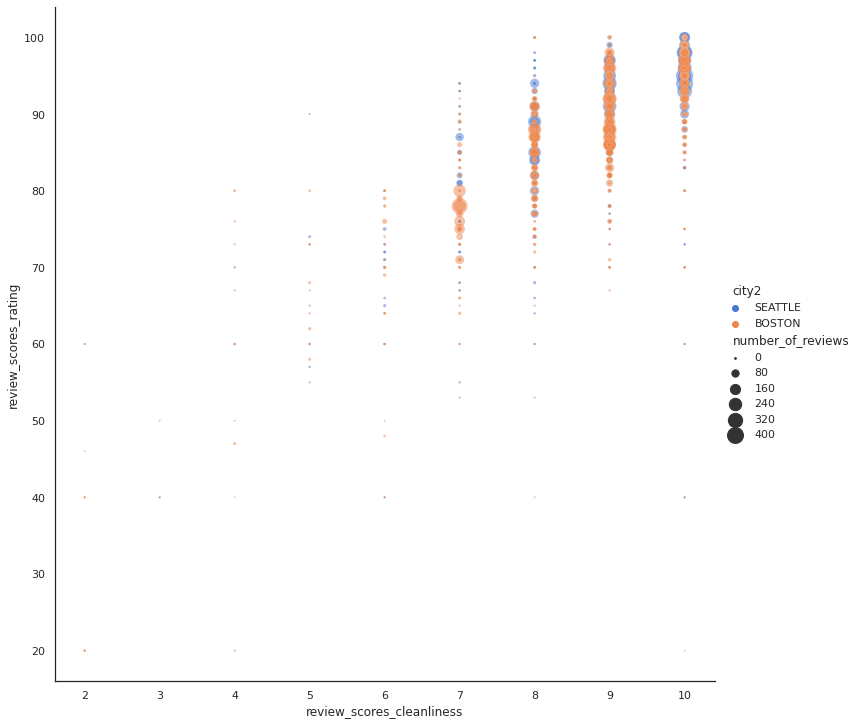 100
90
80
70
60
50
40
30
20
review_scores_rating
2 3 4 5 6 7 8 9 10
review_scores_cleanliness
city2
SEATTLE
BOSTON
number_of_reviews
0
80
160
240
320
400